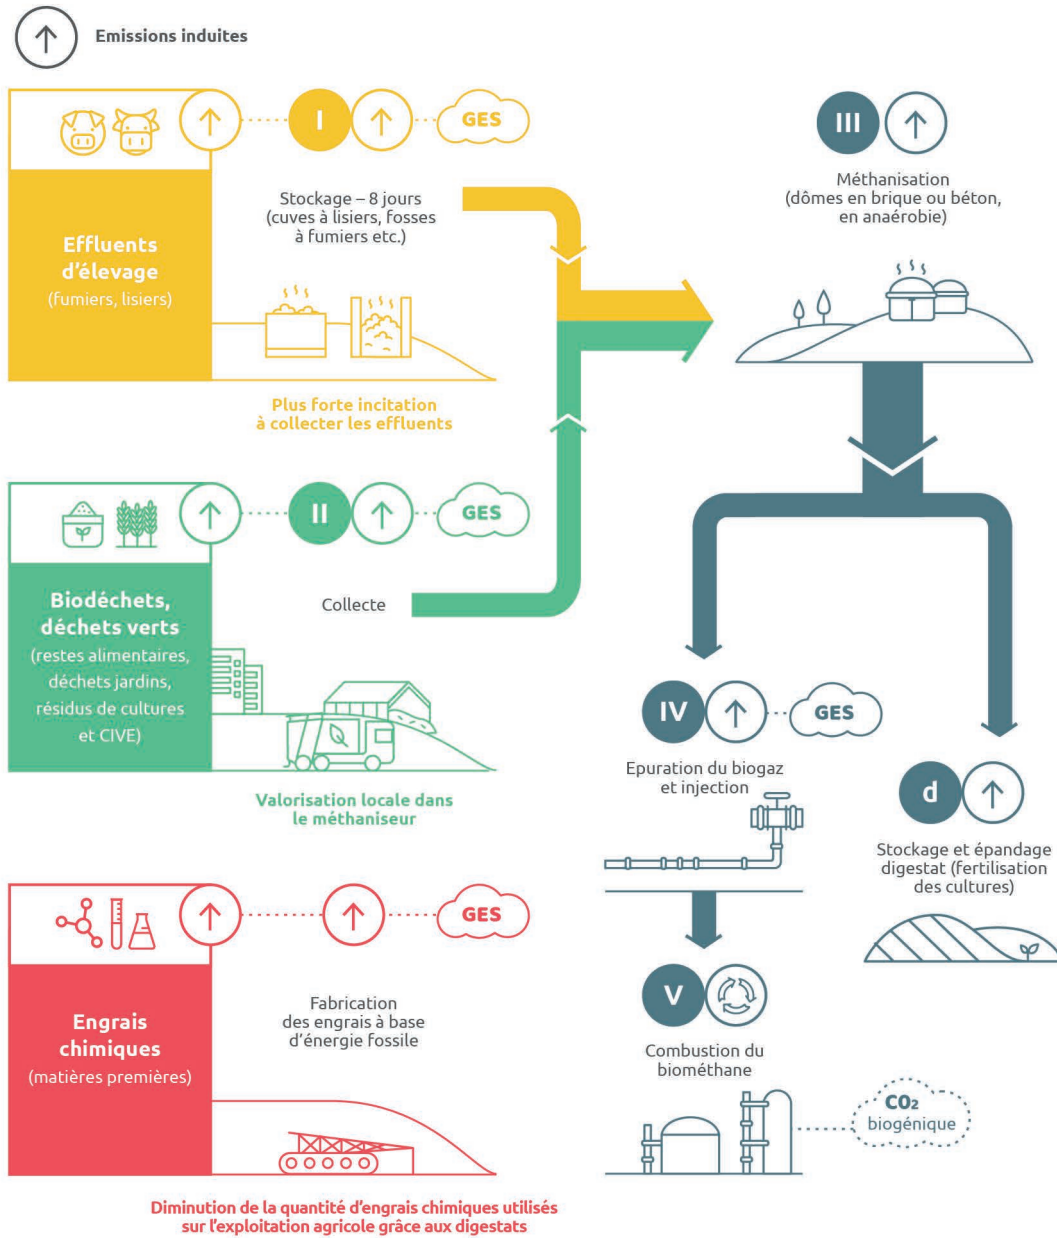 Emissions induites
I
GES
Stockage – 8 jours
(cuves à lisiers, fosses
à fumiers etc.)
Effluents
d'élevage
(fumiers, lisiers)
Plus forte incitation
à collecter les effluents
III
Méthanisation
(dômes en brique ou béton,
en anaérobie)
II
GES
Collecte
Biodéchets,
déchets verts
(restes alimentaires,
déchets jardins,
résidus de cultures
et CIVE)
Valorisation locale dans
le méthaniseur
IV
GES
Epuration du biogaz
et injection
d
Stockage et épandage
digestat (fertilisation
des cultures)
GES
Fabrication
des engrais à base
d'énergie fossile
Engrais
chimiques
(matières premières)
Diminution de la quantité d'engrais chimiques utilisés
sur l'exploitation agricole grâce aux digestats
V
Combustion du
biométhane
CO₂
biogénique